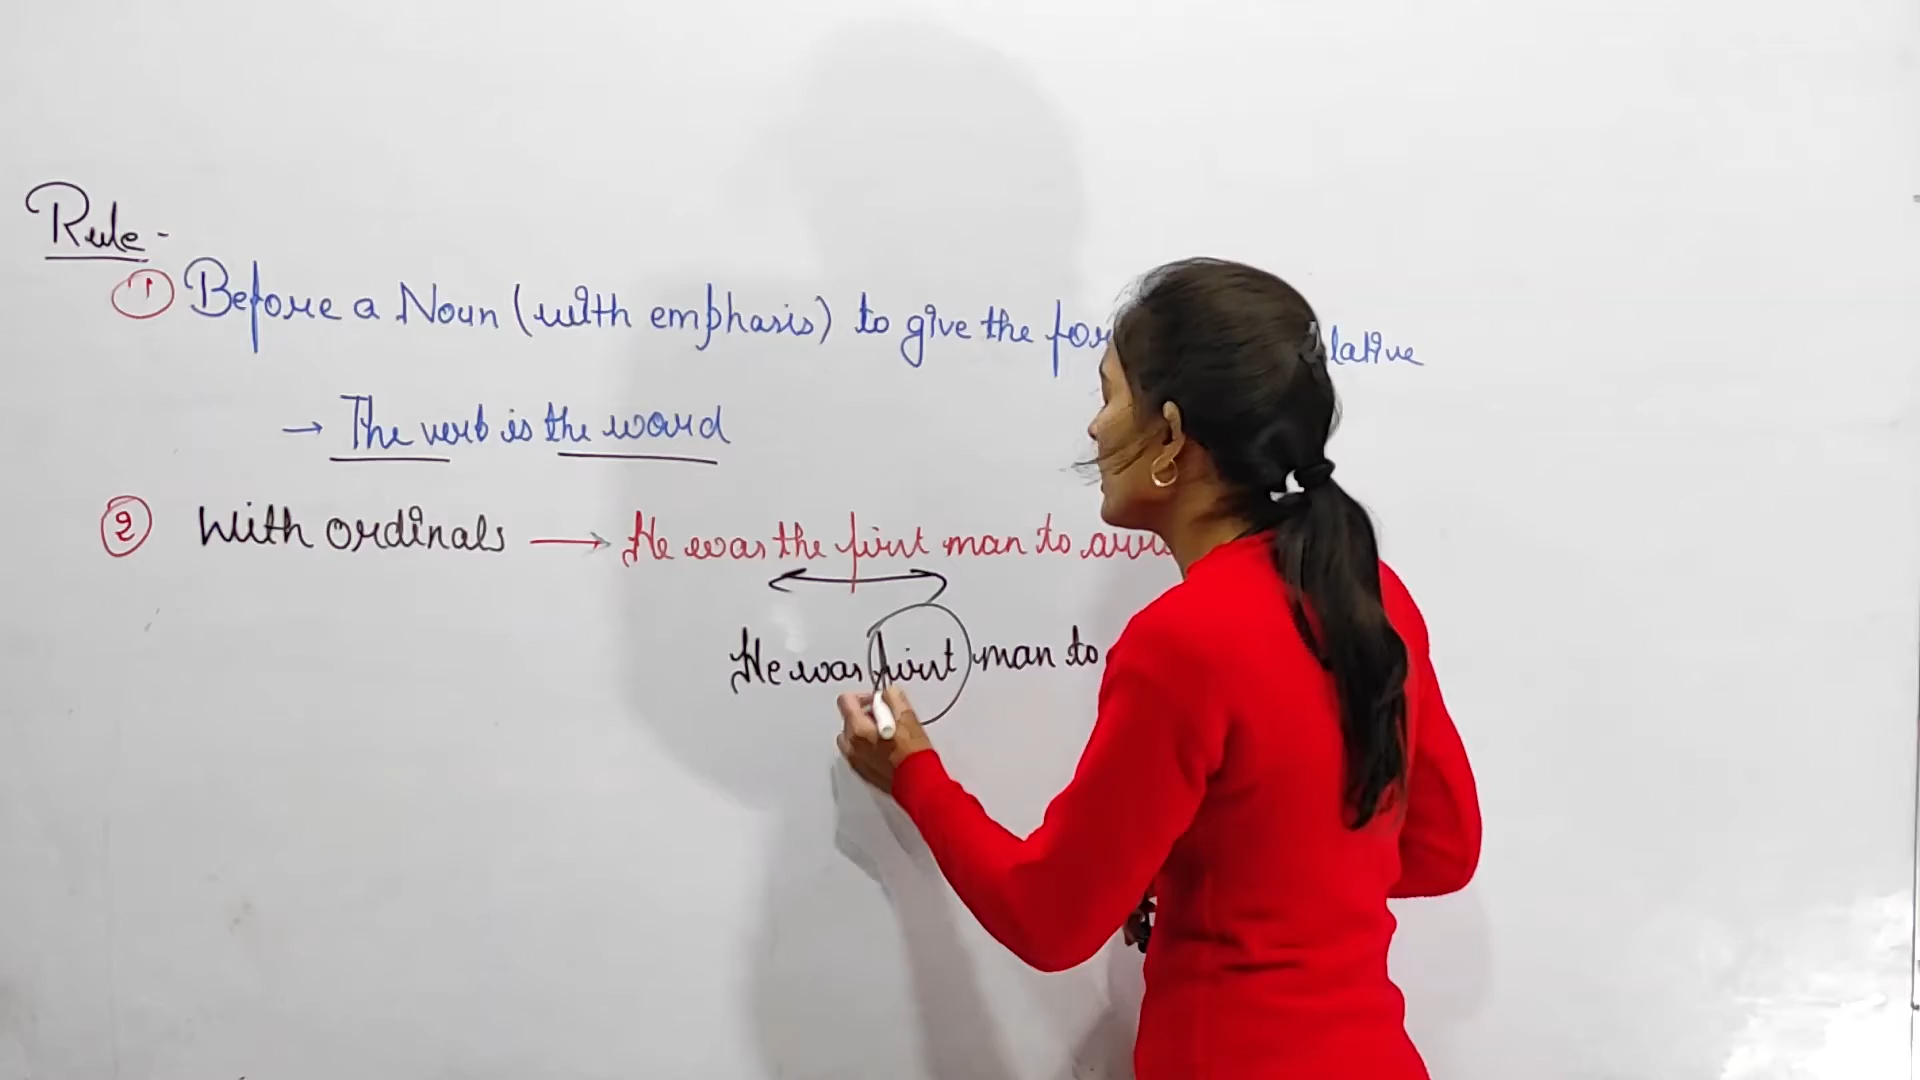 Rule -
① Before a Noun (with emphasis) to give the for lative
→ The verb is the word
② With ordinals → He was the first man to arri
He was first man to